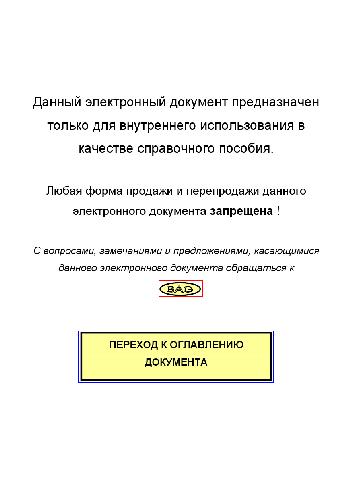 Данный электронный документ предназначен
только для внутреннего использования в
качестве справочного пособия.
Любая форма продажи и перепродажи данного
электронного документа запрещена !
С вопросами, замечаниями и предложениями, касающимися
данного электронного документа обращаться к
BAG
ПЕРЕХОД К ОГЛАВЛЕНИЮ
ДОКУМЕНТА